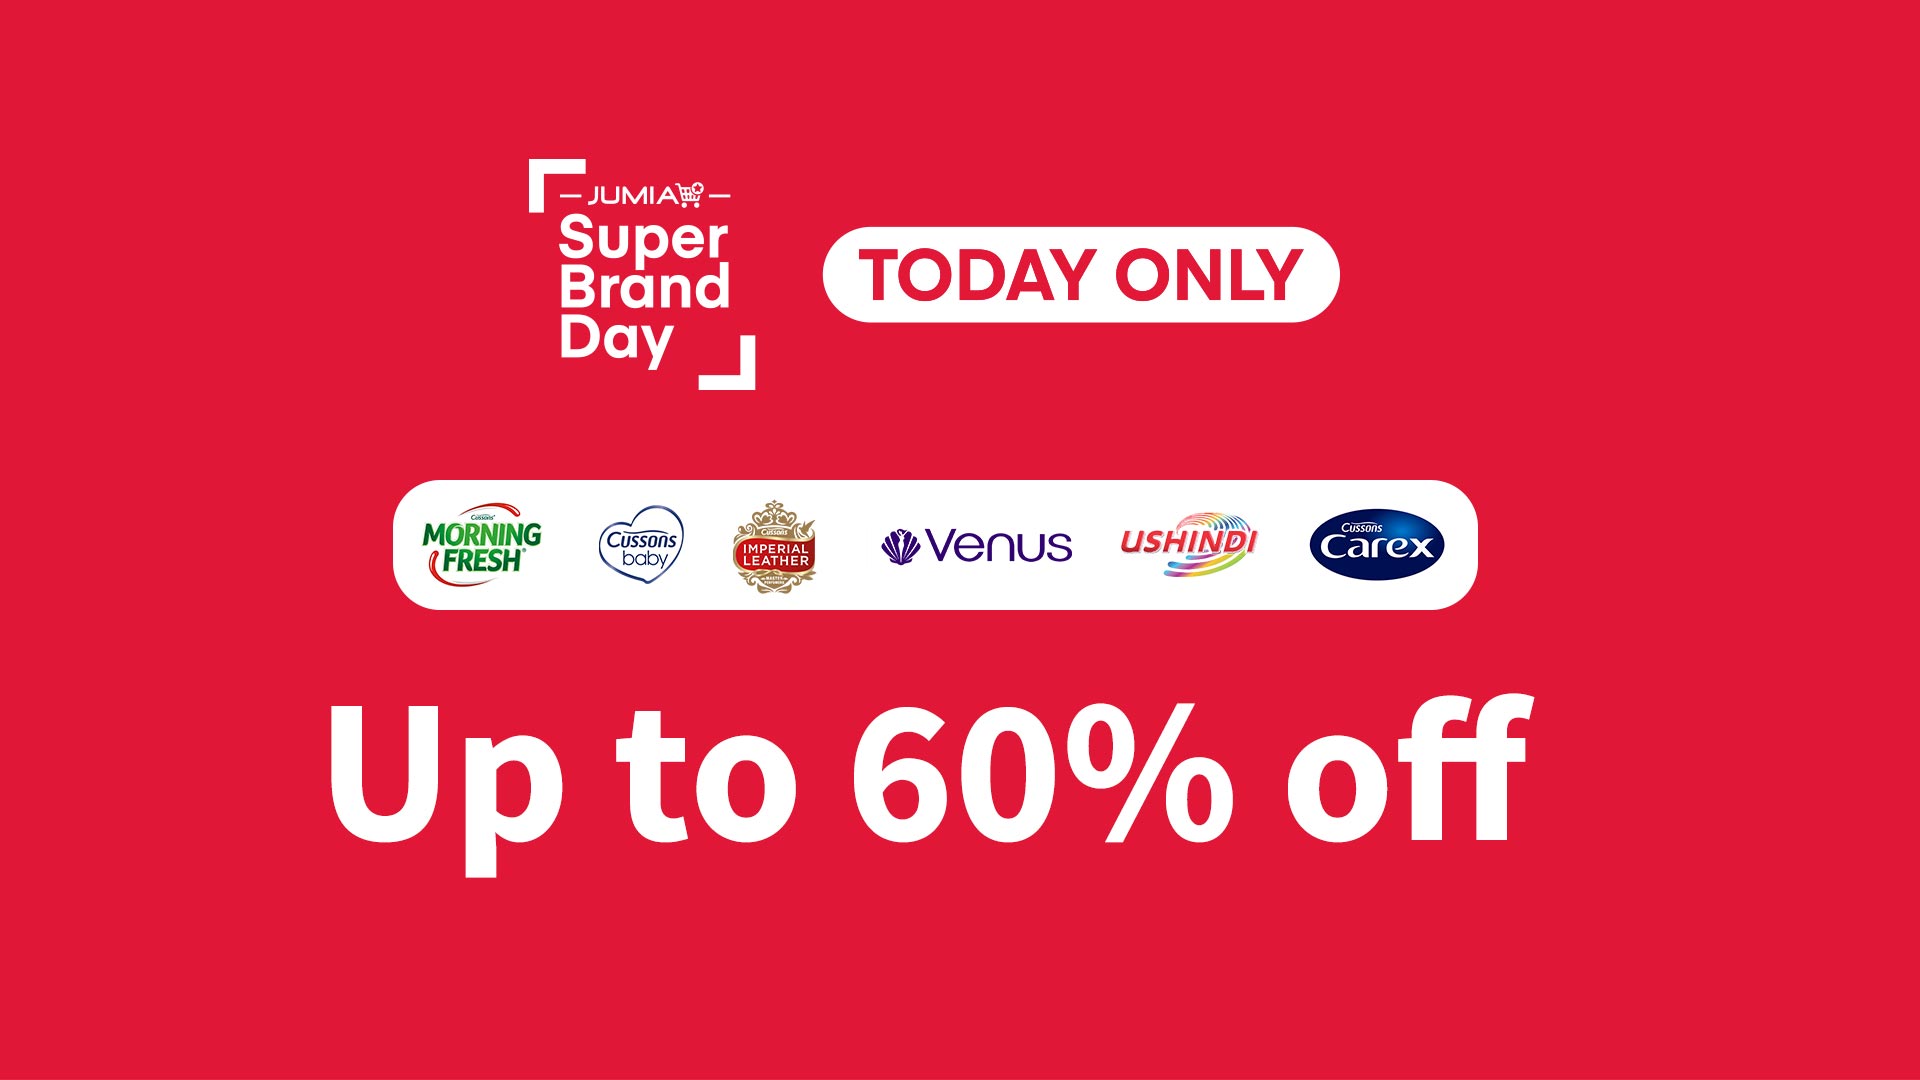 JUMIA
Super
Brand
Day
TODAY ONLY
Cussons
MORNING
FRESH
Cussons
baby
Cussons
IMPERIAL
LEATHER
Venus
USHINDI
Cussons
Carex
Up to 60% off